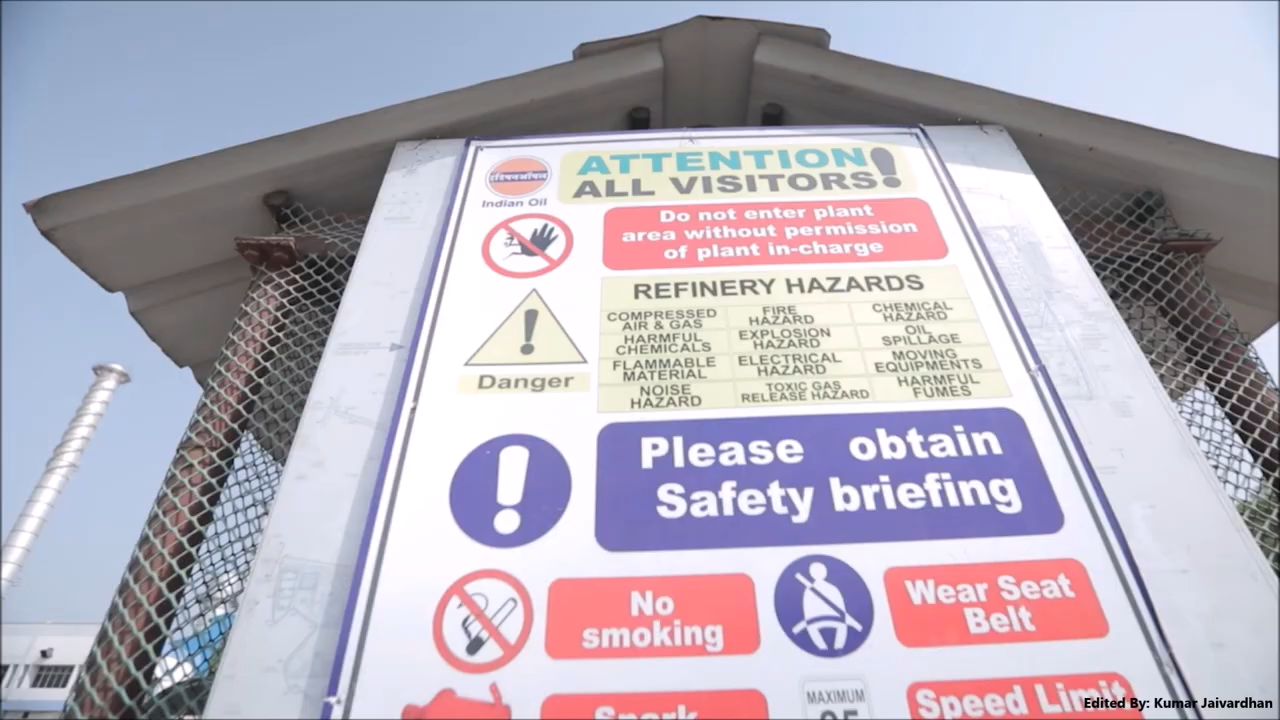 इंडियनऑयल
Indian Oil
ATTENTION
ALL VISITORS!
Do not enter plant
area without permission
of plant in-charge
REFINERY HAZARDS
COMPRESSED
AIR & GAS
FIRE
HAZARD
CHEMICAL
HAZARD
HARMFUL
CHEMICALS
EXPLOSION
HAZARD
OIL
SPILLAGE
FLAMMABLE
MATERIAL
ELECTRICAL
HAZARD
MOVING
EQUIPMENTS
NOISE
HAZARD
TOXIC GAS
RELEASE HAZARD
HARMFUL
FUMES
Danger
Please obtain
Safety briefing
No
smoking
Wear Seat
Belt
Spark
MAXIMUM
Speed Limit
Edited By: Kumar Jaivardhan